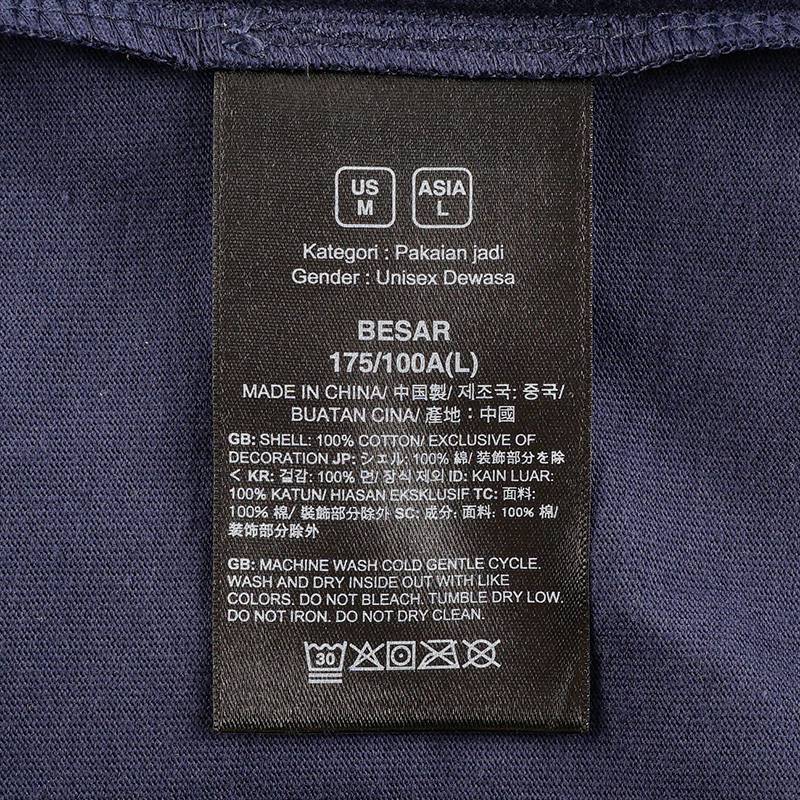 US M
ASIA L
Kategori : Pakaian jadi
Gender : Unisex Dewasa
BESAR
175/100A(L)
MADE IN CHINA/ 中国製/ 제조국: 중국/
BUATAN CINA/ 產地：中國
GB: SHELL: 100% COTTON/ EXCLUSIVE OF
DECORATION JP: シェル: 100% 綿/ 装飾部分を除
く KR: 겉감: 100% 면/ 장식 제외 ID: KAIN LUAR:
100% KATUN/ HIASAN EKSKLUSIF TC: 面料:
100% 棉/ 裝飾部分除外 SC: 成分: 面料: 100% 棉/
装饰部分除外
GB: MACHINE WASH COLD GENTLE CYCLE.
WASH AND DRY INSIDE OUT WITH LIKE
COLORS. DO NOT BLEACH. TUMBLE DRY LOW.
DO NOT IRON. DO NOT DRY CLEAN.
30